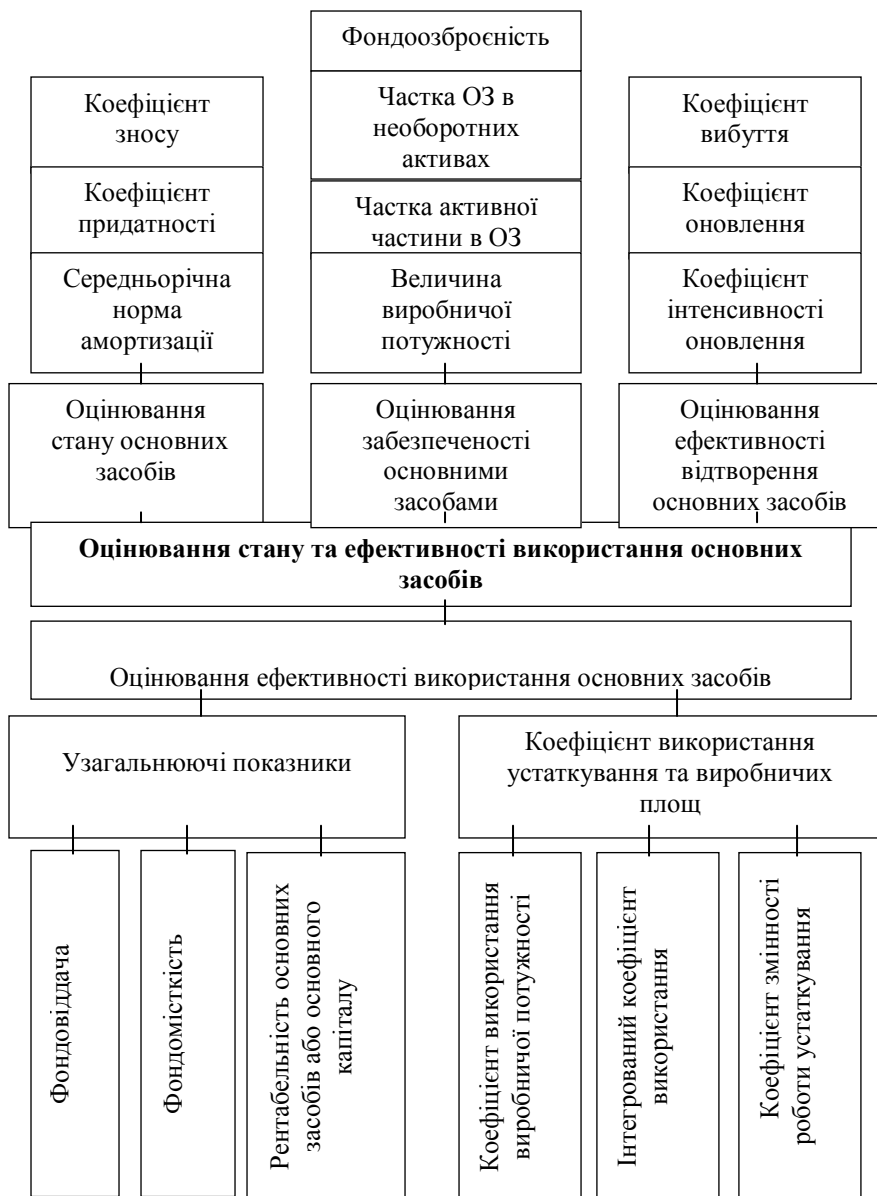 Фондоозброєність
Коефіцієнт
зносу
Частка ОЗ в
необоротних
активах
Коефіцієнт
вибуття
Коефіцієнт
придатності
Частка активної
частини в ОЗ
Коефіцієнт
оновлення
Середньорічна
норма
амортизації
Величина
виробничої
потужності
Коефіцієнт
інтенсивності
оновлення
Оцінювання
стану основних
засобів
Оцінювання
забезпеченості
основними
засобами
Оцінювання
ефективності
відтворення
основних засобів
Оцінювання стану та ефективності використання основних
засобів
Оцінювання ефективності використання основних засобів
Узагальнюючі показники
Коефіцієнт використання
устаткування та виробничих
площ
Фондовіддача
Фондомісткість
Рентабельність основних
засобів або основного
капіталу
Коефіцієнт використання
виробничої потужності
Інтегрований коефіцієнт
використання
Коефіцієнт змінності
роботи устаткування